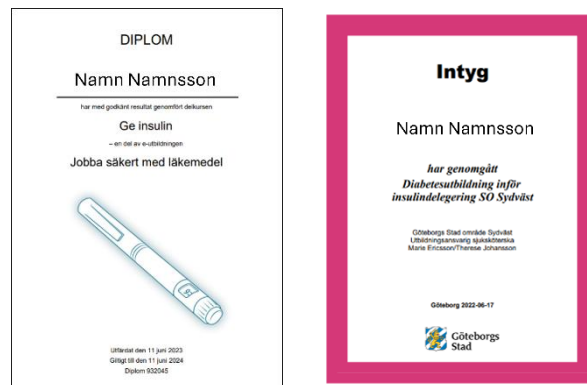 DIPLOM
Namn Namnsson
har med godkänt resultat genomfört delkursen
Ge insulin
– en del av e-utbildningen
Jobba säkert med läkemedel
Utfärdat den 11 juni 2023
Giltigt till den 11 juni 2024
Diplom 932045
Intyg
Namn Namnsson
har genomgått
Diabetesutbildning inför
insulindelegering SO Sydväst
Göteborgs Stad område Sydväst
Utbildningsansvarig sjuksköterska
Marie Ericsson/Therese Johansson
Göteborg 2022-06-17
Göteborgs
Stad